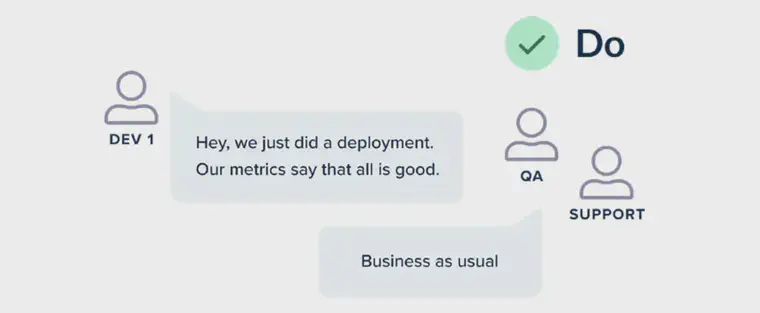 Do
DEV 1
Hey, we just did a deployment.
Our metrics say that all is good.
QA
SUPPORT
Business as usual